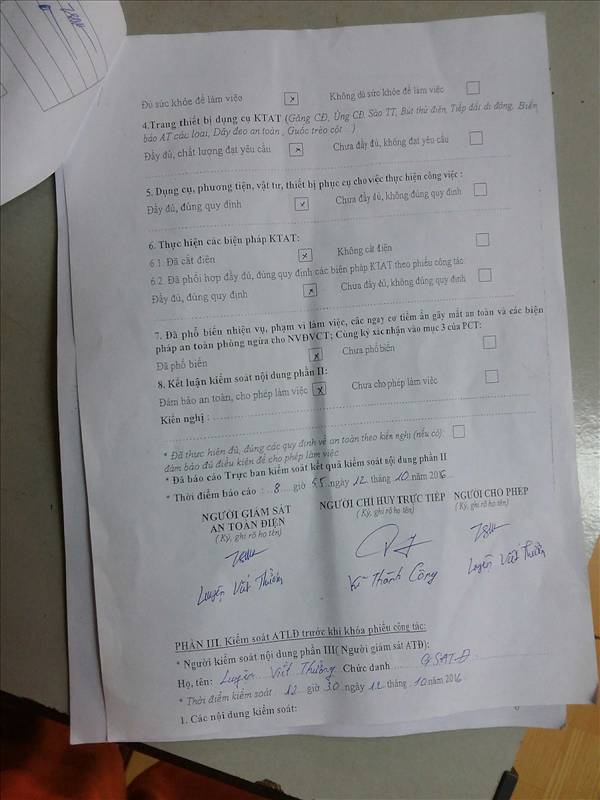 Đủ sức khỏe để làm việc x Không đủ sức khỏe để làm việc
4.Trang thiết bị dụng cụ KTAT (Găng CĐ, Ủng CĐ, Sào TT, Bút thử điện, Tiếp đất di động, Biển
báo AT các loại, Dây đeo an toàn , Guốc trèo cột ...)
Đầy đủ, chất lượng đạt yêu cầu x Chưa đầy đủ, không đạt yêu cầu
5. Dụng cụ, phương tiện, vật tư, thiết bị phục cụ cho việc thực hiện công việc :
Đầy đủ, đúng quy định x Chưa đầy đủ, không đúng quy định
6. Thực hiện các biện pháp KTAT:
6.1. Đã cắt điện x Không cắt điện
6.2. Đã phối hợp đầy đủ, đúng quy định các biện pháp KTAT theo phiếu công tác:
Đầy đủ, đúng quy định x Chưa đầy đủ, không đúng quy định
7. Đã phổ biến nhiệm vụ, phạm vi làm việc, các nguy cơ tiềm ẩn gây mất an toàn và các biện
pháp an toàn phòng ngừa cho NVĐVCT; Cùng ký xác nhận vào mục 3 của PCT:
Đã phổ biến x Chưa phổ biến
8. Kết luận kiểm soát nội dung phần II:
Đảm bảo an toàn, cho phép làm việc x Chưa cho phép làm việc
Kiến nghị :
* Đã thực hiện đủ, đúng các quy định về an toàn theo kiến nghị (nếu có):
đảm bảo đủ điều kiện để cho phép làm việc
* Đã báo cáo Trực ban kiểm soát kết quả kiểm soát nội dung phần II
* Thời điểm báo cáo : 8 giờ 55 ngày 12 tháng 10 năm 2016
NGƯỜI GIÁM SÁT NGƯỜI CHỈ HUY TRỰC TIẾP NGƯỜI CHO PHÉP
AN TOÀN ĐIỆN (Ký, ghi rõ họ tên) (Ký, ghi rõ họ tên)
(Ký, ghi rõ họ tên)
Luyện Viết Thưởng Thành Công Luyện Viết Thưởng
PHẦN III. Kiểm soát ATLĐ trước khi khóa phiếu công tác:
* Người kiểm soát nội dung phần III( Người giám sát ATĐ):
Họ, tên: Luyện Viết Thưởng Chức danh GSATĐ
* Thời điểm kiểm soát : 12 giờ 30 ngày 12 tháng 10 năm 2016
1. Các nội dung kiểm soát: